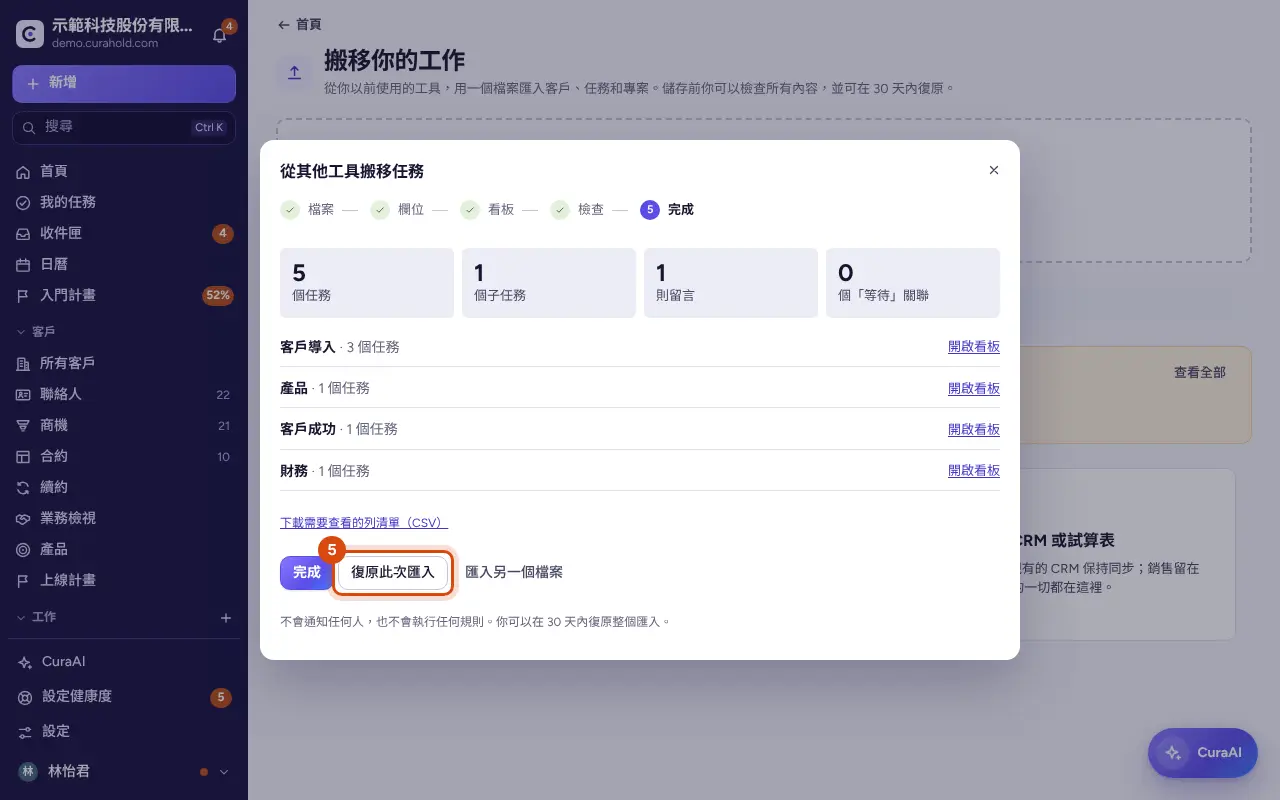 示範科技股份有限...
demo.curahold.com
4
新增
搜尋
Ctrl K
首頁
我的任務
收件匣
4
日曆
入門計畫
52%
客戶
所有客戶
聯絡人
22
商機
21
合約
10
續約
業務檢視
產品
上線計畫
工作
CuraAI
設定健康度
5
設定
林
林怡君
首頁
搬移你的工作
從你以前使用的工具，用一個檔案匯入客戶、任務和專案。儲存前你可以檢查所有內容，並可在 30 天內復原。
從其他工具搬移任務
檔案
欄位
看板
檢查
5
完成
5
個任務
1
個子任務
1
則留言
0
個「等待」關聯
客戶導入 · 3 個任務
開啟看板
產品 · 1 個任務
開啟看板
客戶成功 · 1 個任務
開啟看板
財務 · 1 個任務
開啟看板
下載需要查看的列清單（CSV）
5
完成
復原此次匯入
匯入另一個檔案
不會通知任何人，也不會執行任何規則。你可以在 30 天內復原整個匯入。
查看全部
CRM 或試算表
有的 CRM 保持同步；銷售留在
一切都在這裡。
CuraAI